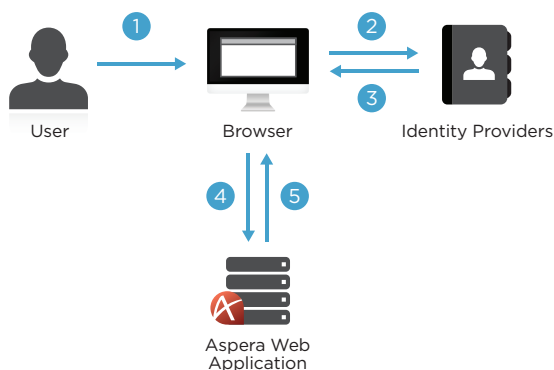 1
2
3
User
Browser
Identity Providers
4
5
Aspera Web
Application